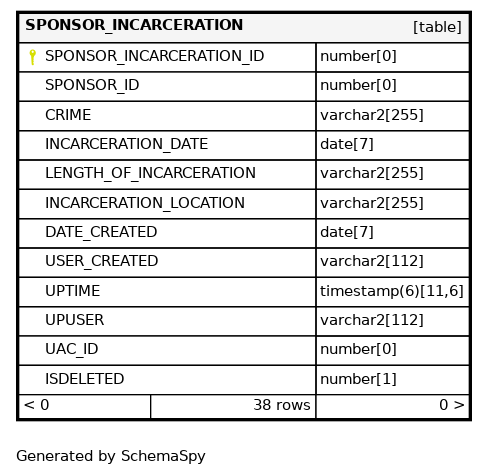 SPONSOR_INCARCERATION [table]
SPONSOR_INCARCERATION_ID number[0]
SPONSOR_ID number[0]
CRIME varchar2[255]
INCARCERATION_DATE date[7]
LENGTH_OF_INCARCERATION varchar2[255]
INCARCERATION_LOCATION varchar2[255]
DATE_CREATED date[7]
USER_CREATED varchar2[112]
UPTIME timestamp(6)[11,6]
UPUSER varchar2[112]
UAC_ID number[0]
ISDELETED number[1]
< 0 38 rows 0 >
Generated by SchemaSpy